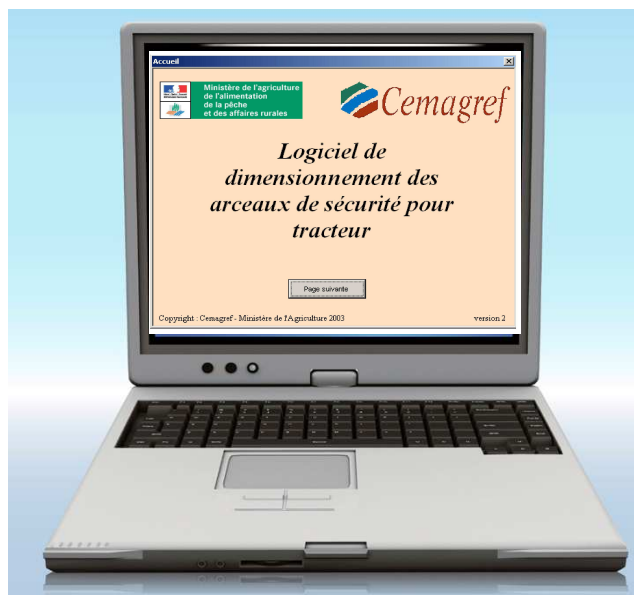 Accueil
Ministère de l'agriculture
de l'alimentation
de la pêche
et des affaires rurales
Cemagref
Logiciel de
dimensionnement des
arceaux de sécurité pour
tracteur
Page suivante
Copyright : Cemagref - Ministère de l'Agriculture 2003
version 2